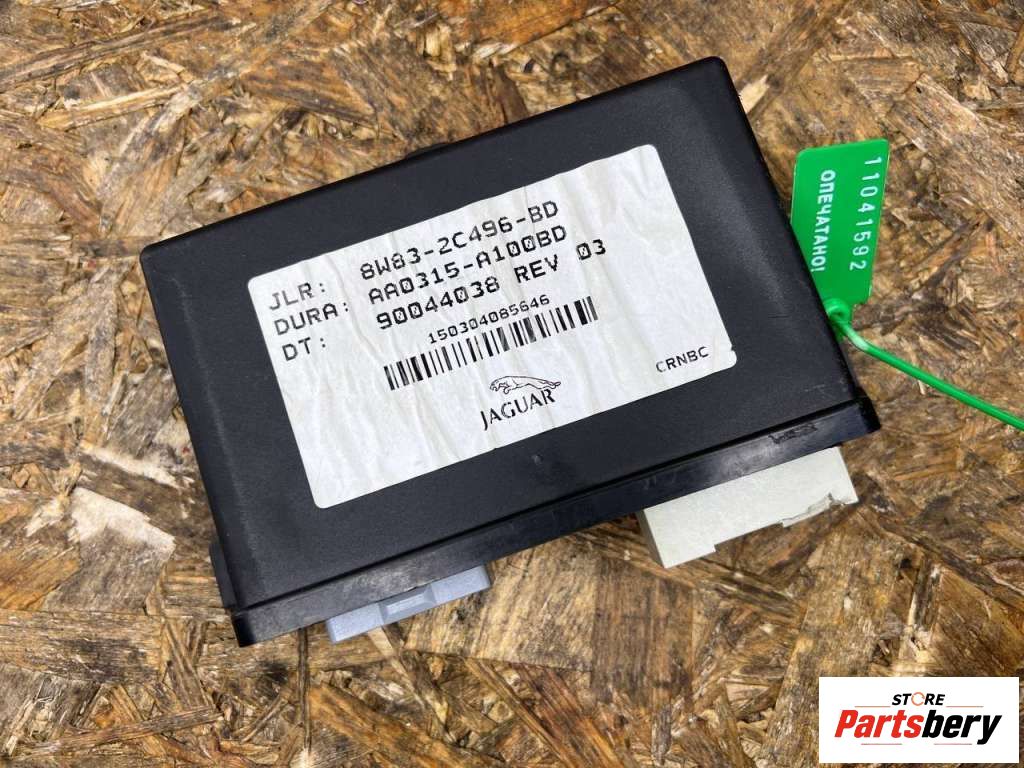 JLR: 8W83-2C496-BD
DURA: AA0315-A100BD
DT: 90044038 REV 03
150304085646
CRNBC
JAGUAR
11041592
ОПЕЧАТАНО!
STORE
Partsbery